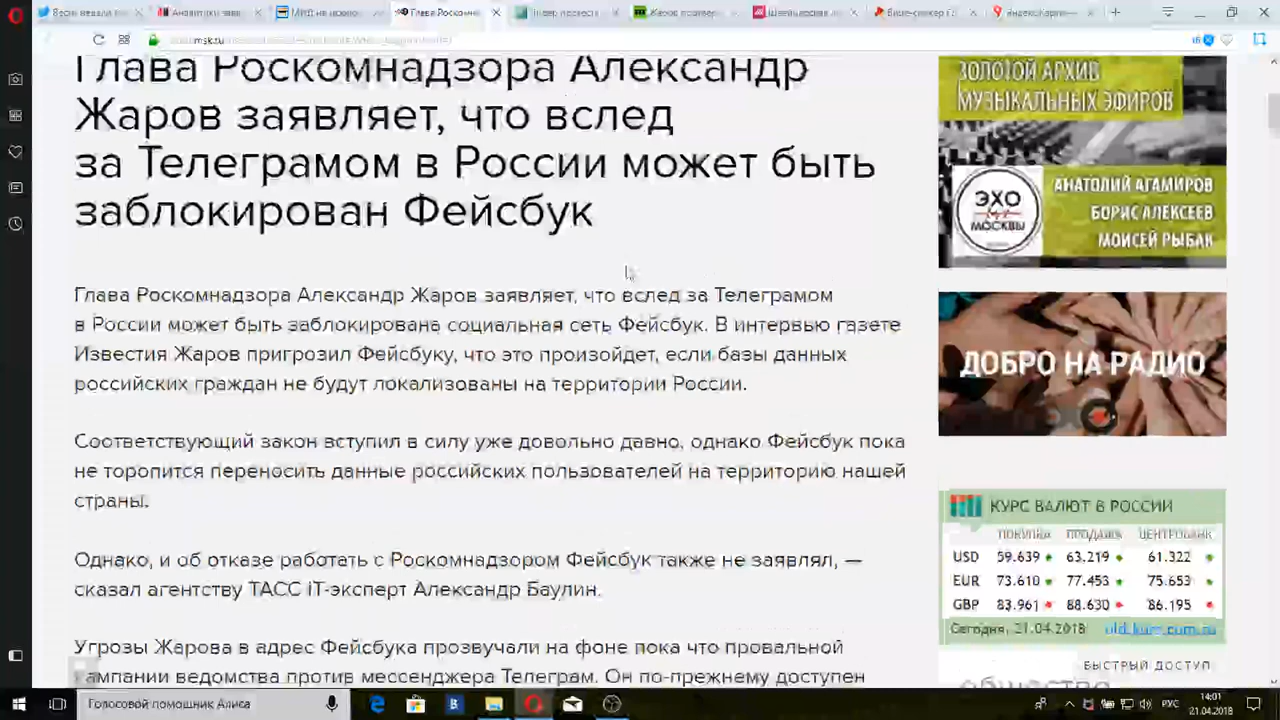 Глава Роскомн
msk.ru
16
Глава Роскомнадзора Александр
Жаров заявляет, что вслед
за Телеграмом в России может быть
заблокирован Фейсбук
Глава Роскомнадзора Александр Жаров заявляет, что вслед за Телеграмом
в России может быть заблокирована социальная сеть Фейсбук. В интервью газете
Известия Жаров пригрозил Фейсбуку, что это произойдет, если базы данных
российских граждан не будут локализованы на территории России.
Соответствующий закон вступил в силу уже довольно давно, однако Фейсбук пока
не торопится переносить данные российских пользователей на территорию нашей
страны.
Однако, и об отказе работать с Роскомнадзором Фейсбук также не заявлял, —
сказал агентству ТАСС iT-эксперт Александр Баулин.
Угрозы Жарова в адрес Фейсбука прозвучали на фоне пока что провальной
кампании ведомства против мессенджера Телеграм. Он по-прежнему доступен
ЗОЛОТОЙ АРХИВ
МУЗЫКАЛЬНЫХ ЭФИРОВ
ЭХО
МОСКВЫ
АНАТОЛИЙ АГАМИРОВ
БОРИС АЛЕКСЕЕВ
МОИСЕЙ РЫБАК
ДОБРО НА РАДИО
КУРС ВАЛЮТ В РОССИИ
ПОКУПКА ПРОДАЖА ЦЕНТРОБАНК
USD 59.639 63.219 61.322
EUR 73.610 77.453 75.653
GBP 83.961 88.630 86.195
Сегодня, 21.04.2018
БЫСТРЫЙ ДОСТУП
общество
Голосовой помощник Алиса
РУС
14:01
21.04.2018